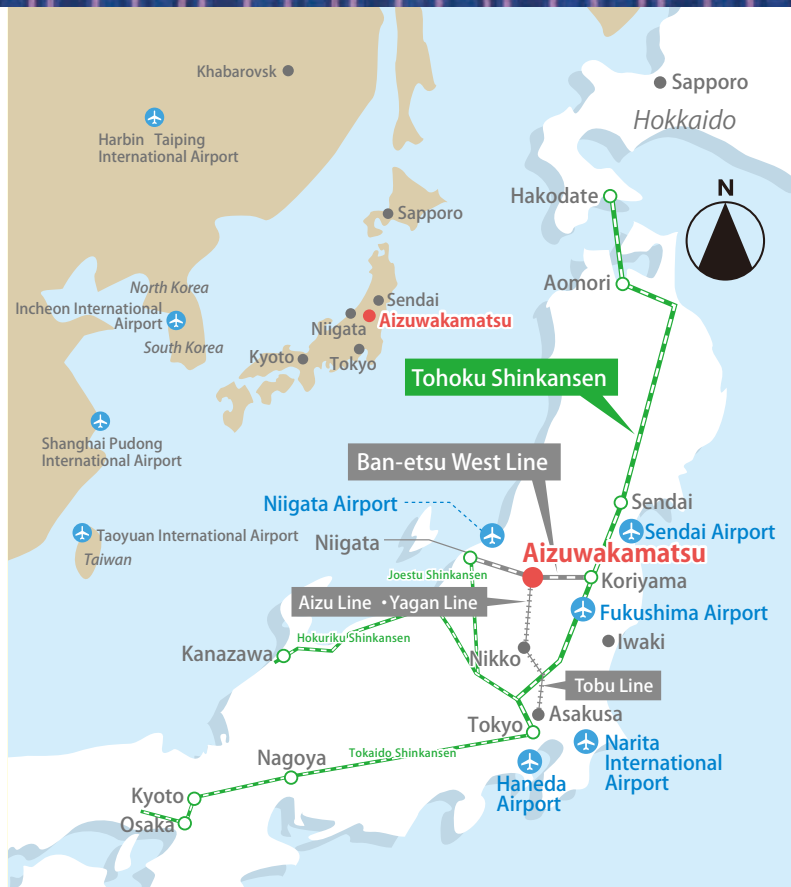 Khabarovsk
Harbin Taiping
International Airport
Sapporo
Hokkaido
Hakodate
N
Sapporo
Aomori
North Korea
Incheon International
Airport
South Korea
Sendai
Niigata
Aizuwakamatsu
Kyoto
Tokyo
Tohoku Shinkansen
Shanghai Pudong
International Airport
Ban-etsu West Line
Niigata Airport
Sendai
Taoyuan International Airport
Taiwan
Niigata
Sendai Airport
Aizuwakamatsu
Joestu Shinkansen
Koriyama
Aizu Line・Yagan Line
Fukushima Airport
Hokuriku Shinkansen
Kanazawa
Nikko
Iwaki
Tobu Line
Asakusa
Tokyo
Nagoya
Tokaido Shinkansen
Narita
International
Airport
Haneda
Airport
Kyoto
Osaka